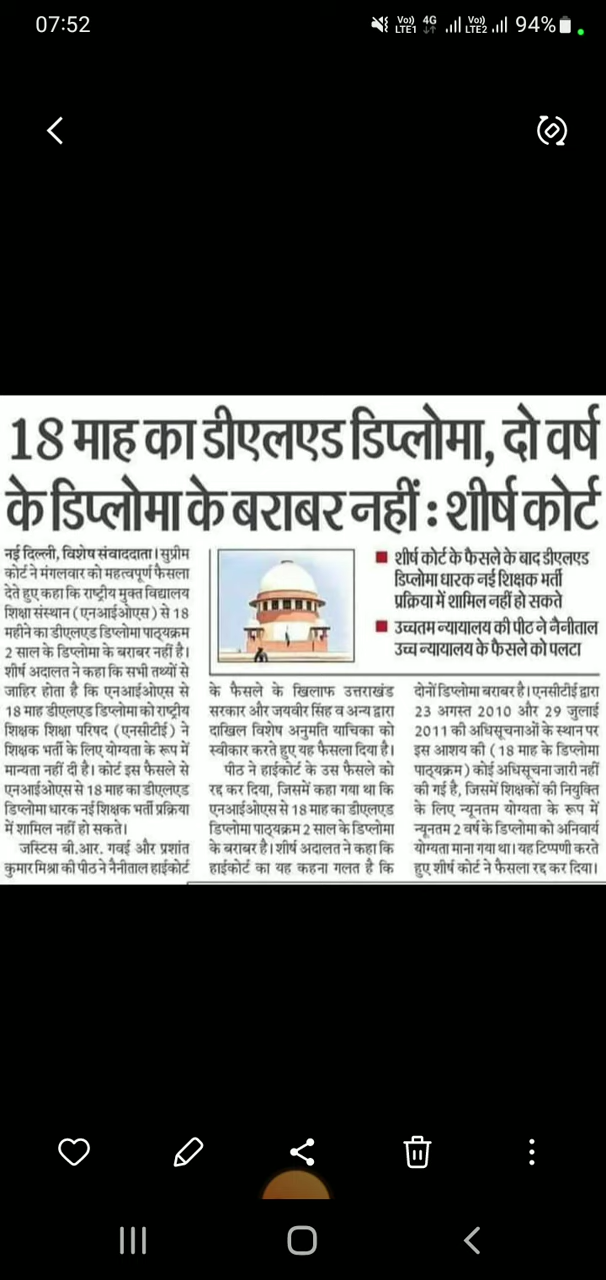 07:52
Vo)) 4G Vo))
LTE1 LTE2 94%
18 माह का डीएलएड डिप्लोमा, दो वर्ष
के डिप्लोमा के बराबर नहीं : शीर्ष कोर्ट
नई दिल्ली, विशेष संवाददाता। सुप्रीम
कोर्ट ने मंगलवार को महत्वपूर्ण फैसला
देते हुए कहा कि राष्ट्रीय मुक्त विद्यालय
शिक्षा संस्थान (एनआईओएस) से 18
महीने का डीएलएड डिप्लोमा पाठ्यक्रम
2 साल के डिप्लोमा के बराबर नहीं है।
शीर्ष अदालत ने कहा कि सभी तथ्यों से
जाहिर होता है कि एनआईओएस से
18 माह डीएलएड डिप्लोमा को राष्ट्रीय
शिक्षक शिक्षा परिषद (एनसीटीई) ने
शिक्षक भर्ती के लिए योग्यता के रूप में
मान्यता नहीं दी है। कोर्ट इस फैसले से
एनआईओएस से 18 माह का डीएलएड
डिप्लोमा धारक नई शिक्षक भर्ती प्रक्रिया
में शामिल नहीं हो सकते।
जस्टिस बी.आर. गवई और प्रशांत
कुमार मिश्रा की पीठ ने नैनीताल हाईकोर्ट
■ शीर्ष कोर्ट के फैसले के बाद डीएलएड
डिप्लोमा धारक नई शिक्षक भर्ती
प्रक्रिया में शामिल नहीं हो सकते
■ उच्चतम न्यायालय की पीट ने नैनीताल
उच्च न्यायालय के फैसले को पलटा
के फैसले के खिलाफ उत्तराखंड
सरकार और जयवीर सिंह व अन्य द्वारा
दाखिल विशेष अनुमति याचिका को
स्वीकार करते हुए यह फैसला दिया है।
पीठ ने हाईकोर्ट के उस फैसले को
रद्द कर दिया, जिसमें कहा गया था कि
एनआईओएस से 18 माह का डीएलएड
डिप्लोमा पाठ्यक्रम 2 साल के डिप्लोमा
के बराबर है। शीर्ष अदालत ने कहा कि
हाईकोर्ट का यह कहना गलत है कि
दोनों डिप्लोमा बराबर है। एनसीटीई द्वारा
23 अगस्त 2010 और 29 जुलाई
2011 की अधिसूचनाओं के स्थान पर
इस आशय की (18 माह के डिप्लोमा
पाठ्यक्रम) कोई अधिसूचना जारी नहीं
की गई है, जिसमें शिक्षकों की नियुक्ति
के लिए न्यूनतम योग्यता के रूप में
न्यूनतम 2 वर्ष के डिप्लोमा को अनिवार्य
योग्यता माना गया था। यह टिप्पणी करते
हुए शीर्ष कोर्ट ने फैसला रद्द कर दिया।